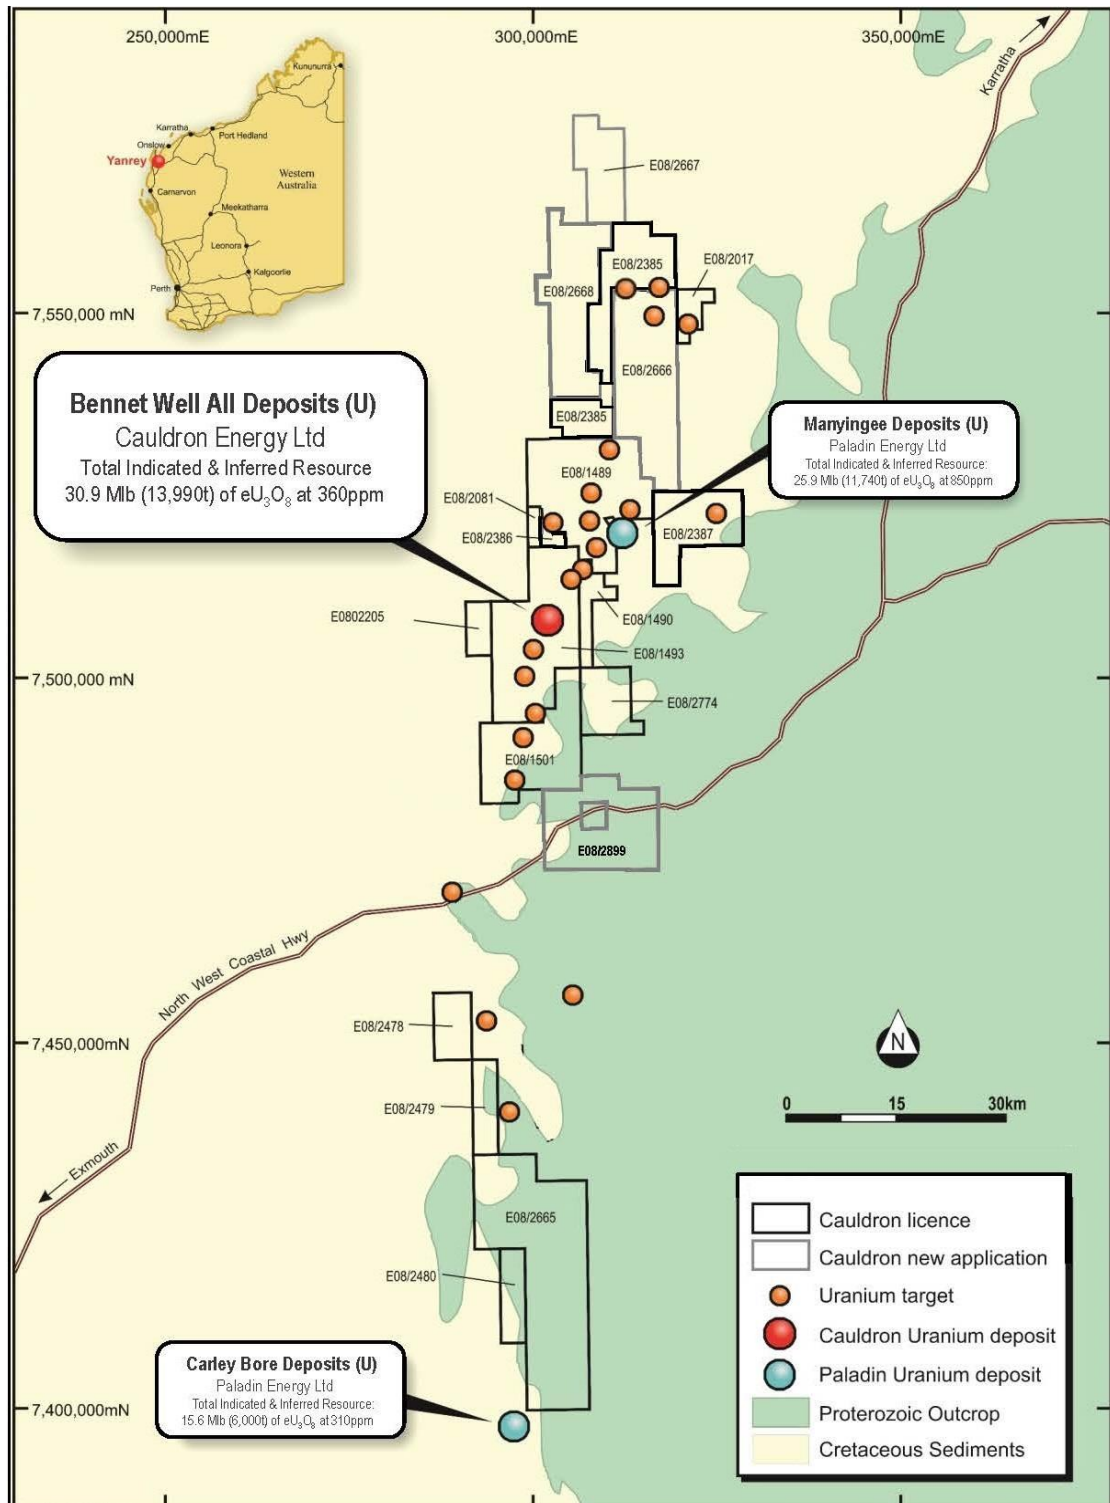 250,000mE
300,000mE
350,000mE
Karratha
Kununurra
Karratha
Port Hedland
Onslow
Yanrey
Western
Australia
Carnarvon
Meekatharra
Leonora
Kalgoorlie
Perth
E08/2667
E08/2385
E08/2017
E08/2668
7,550,000 mN
E08/2666
Bennet Well All Deposits (U)
Cauldron Energy Ltd
Total Indicated & Inferred Resource
30.9 Mlb (13,990t) of eU₃O₈ at 360ppm
E08/2385
Manyingee Deposits (U)
Paladin Energy Ltd
Total Indicated & Inferred Resource:
25.9 Mlb (11,740t) of eU₃O₈ at 850ppm
E08/1489
E08/2081
E08/2386
E08/2387
E0802205
E08/1490
E08/1493
7,500,000 mN
E08/2774
E08/1501
E08/2899
North West Coastal Hwy
E08/2478
7,450,000mN
N
E08/2479
0 15 30km
Exmouth
E08/2665
E08/2480
Cauldron licence
Cauldron new application
Uranium target
Cauldron Uranium deposit
Paladin Uranium deposit
Proterozoic Outcrop
Cretaceous Sediments
Carley Bore Deposits (U)
Paladin Energy Ltd
Total Indicated & Inferred Resource:
15.6 Mlb (6,000t) of eU₃O₈ at 310ppm
7,400,000mN